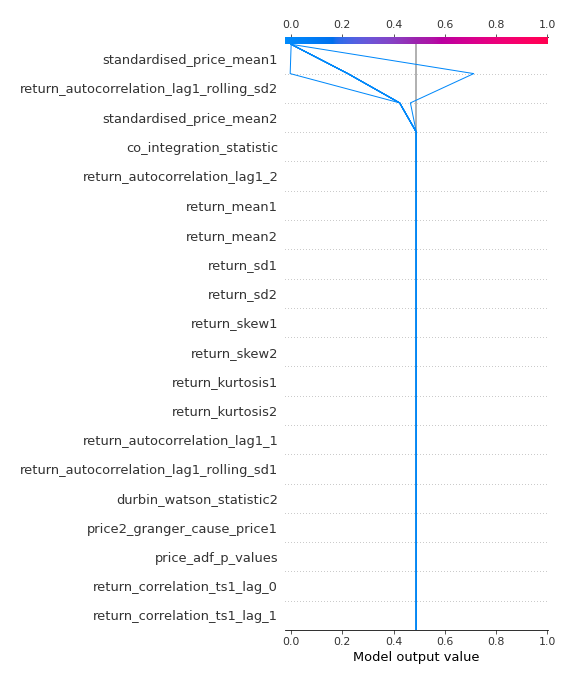 0.0 0.2 0.4 0.6 0.8 1.0
standardised_price_mean1
return_autocorrelation_lag1_rolling_sd2
standardised_price_mean2
co_integration_statistic
return_autocorrelation_lag1_2
return_mean1
return_mean2
return_sd1
return_sd2
return_skew1
return_skew2
return_kurtosis1
return_kurtosis2
return_autocorrelation_lag1_1
return_autocorrelation_lag1_rolling_sd1
durbin_watson_statistic2
price2_granger_cause_price1
price_adf_p_values
return_correlation_ts1_lag_0
return_correlation_ts1_lag_1
0.0 0.2 0.4 0.6 0.8 1.0
Model output value